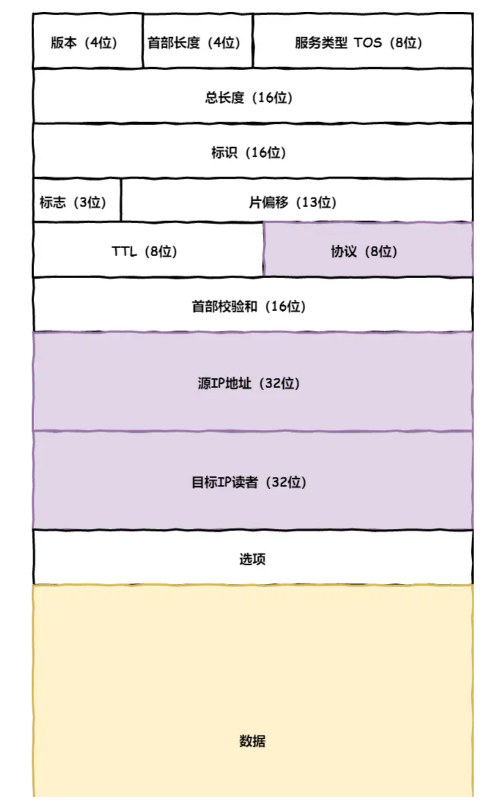 版本（4位） 首部长度（4位） 服务类型 TOS（8位）
总长度（16位）
标识（16位）
标志（3位） 片偏移（13位）
TTL（8位） 协议（8位）
首部校验和（16位）
源IP地址（32位）
目标IP读者（32位）
选项
数据